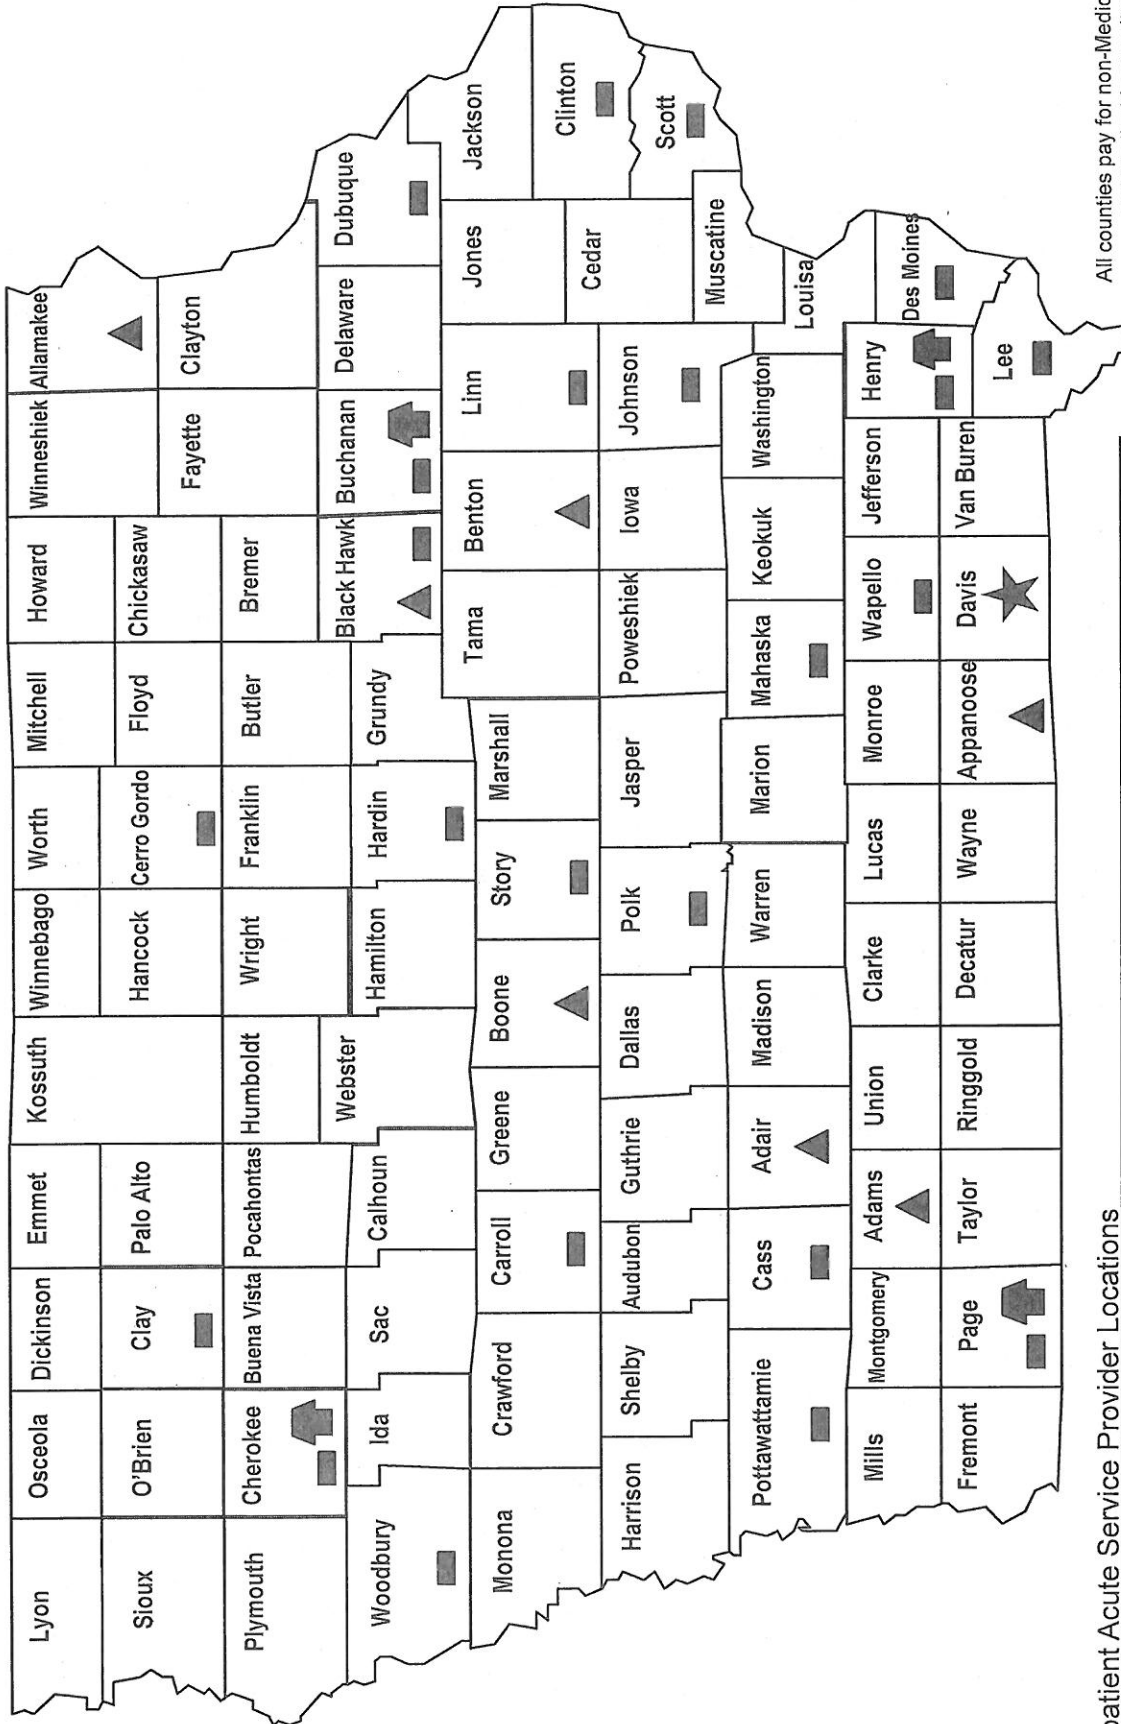 Lyon
Osceola
Dickinson
Emmet
Kossuth
Winnebago
Worth
Mitchell
Howard
Winneshiek
Allamakee
Sioux
O'Brien
Clay
Palo Alto
Hancock
Cerro Gordo
Floyd
Chickasaw
Fayette
Clayton
Plymouth
Cherokee
Buena Vista
Pocahontas
Humboldt
Wright
Franklin
Butler
Bremer
Woodbury
Ida
Sac
Calhoun
Webster
Hamilton
Hardin
Grundy
Black Hawk
Buchanan
Delaware
Dubuque
Monona
Crawford
Carroll
Greene
Boone
Story
Marshall
Tama
Benton
Linn
Jones
Jackson
Harrison
Shelby
Audubon
Guthrie
Dallas
Polk
Jasper
Poweshiek
Iowa
Johnson
Cedar
Clinton
Scott
Pottawattamie
Cass
Adair
Madison
Warren
Marion
Mahaska
Keokuk
Washington
Muscatine
Louisa
Mills
Montgomery
Adams
Union
Clarke
Lucas
Monroe
Wapello
Jefferson
Henry
Des Moines
Fremont
Page
Taylor
Ringgold
Decatur
Wayne
Appanoose
Davis
Van Buren
Lee
patient Acute Service Provider Locations
All counties pay for non-Medic